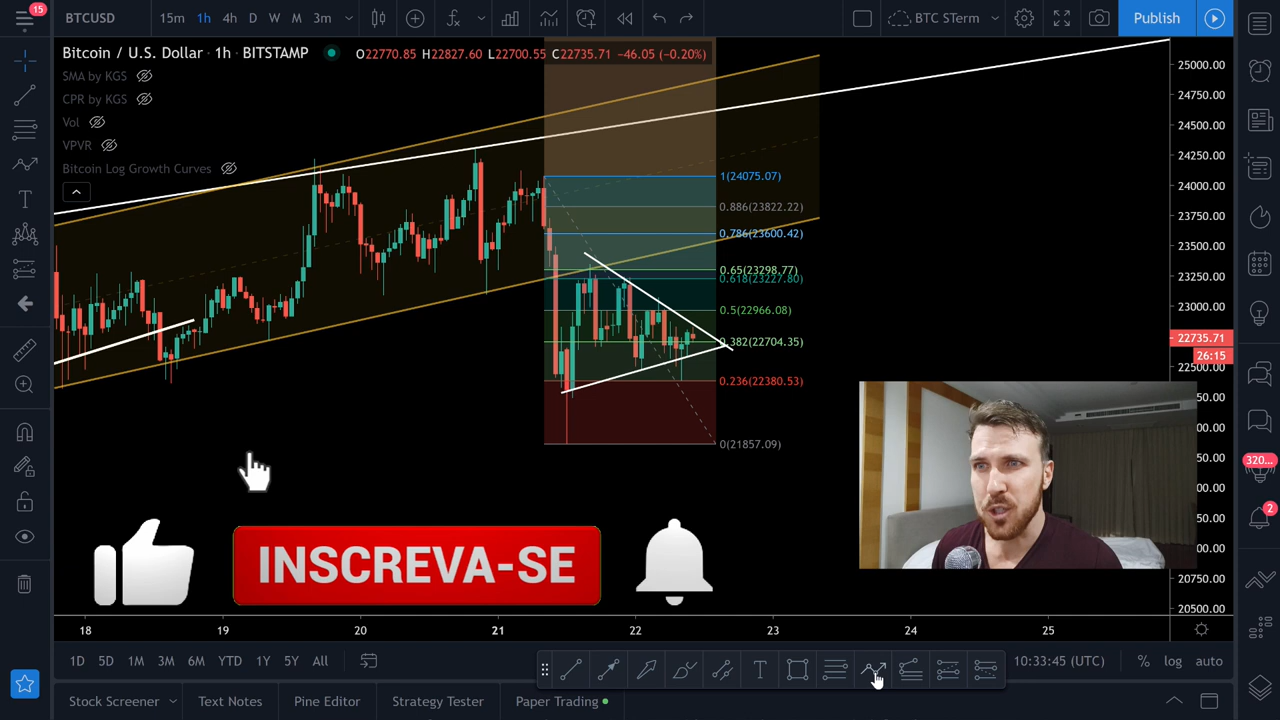 15
BTCUSD
15m 1h 4h D W M 3m
BTC STerm
Publish
Bitcoin / U.S. Dollar · 1h · BITSTAMP
O22770.85 H22827.60 L22700.55 C22735.71 −46.05 (−0.20%)
SMA by KGS
CPR by KGS
Vol
VPVR
Bitcoin Log Growth Curves
1(24075.07)
0.886(23822.22)
0.786(23600.42)
0.65(23298.77)
0.618(23227.80)
0.5(22966.08)
0.382(22704.35)
0.236(22380.53)
0(21857.09)
25000.00
24750.00
24500.00
24250.00
24000.00
23750.00
23500.00
23250.00
23000.00
22735.71
26:15
22500.00
20750.00
20500.00
320...
2
INSCREVA-SE
18 19 20 21 22 23 24 25
1D 5D 1M 3M 6M YTD 1Y 5Y All
10:33:45 (UTC) % log auto
Stock Screener Text Notes Pine Editor Strategy Tester Paper Trading